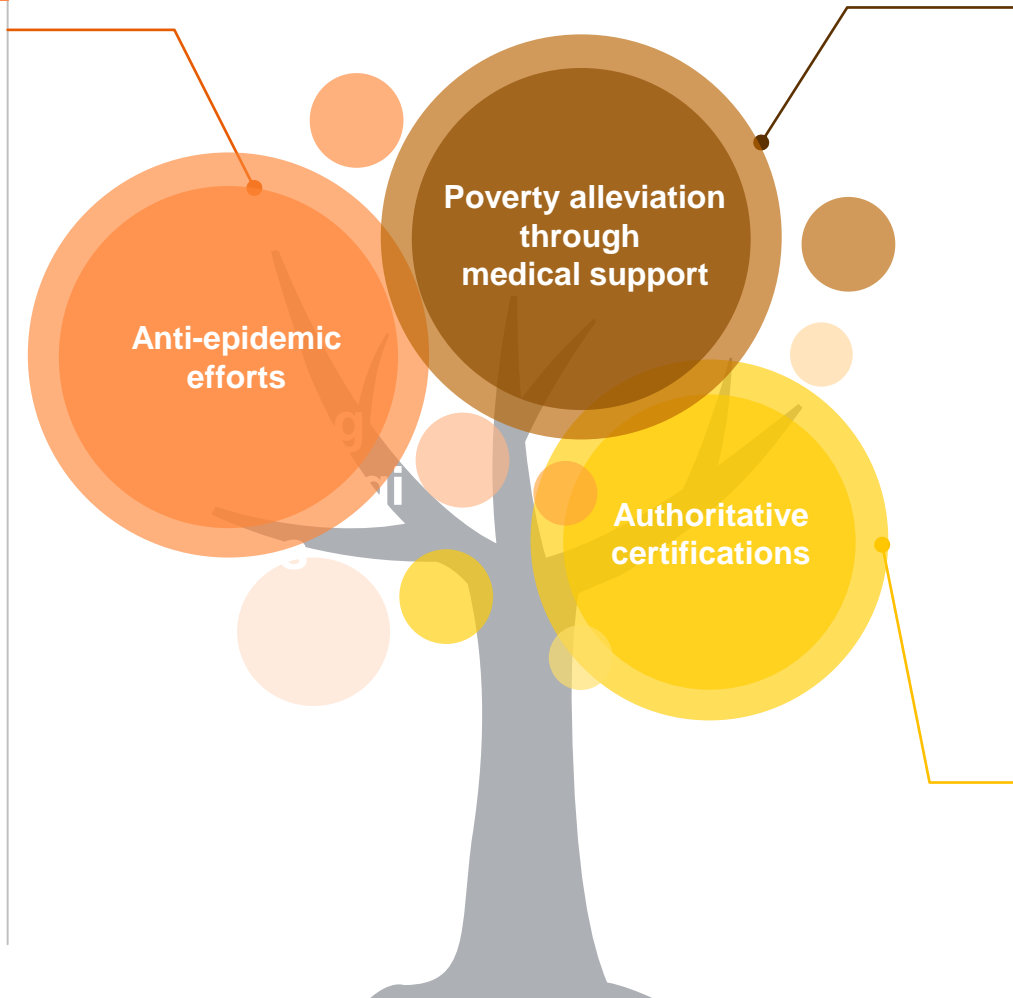 Poverty alleviation
through
medical support
Anti-epidemic
efforts
Authoritative
certifications